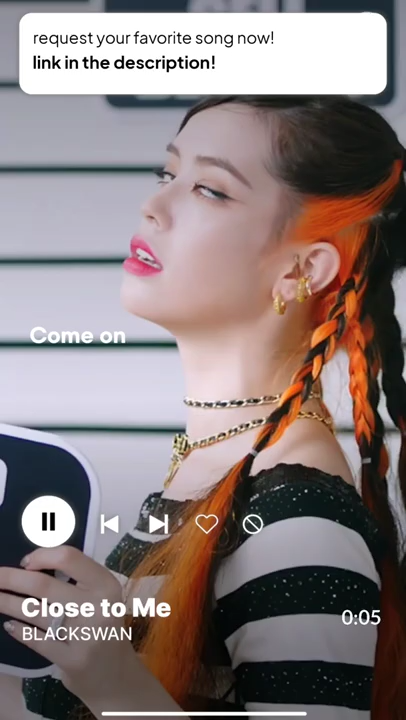 request your favorite song now!
link in the description!
Come on
Close to Me
BLACKSWAN
0:05